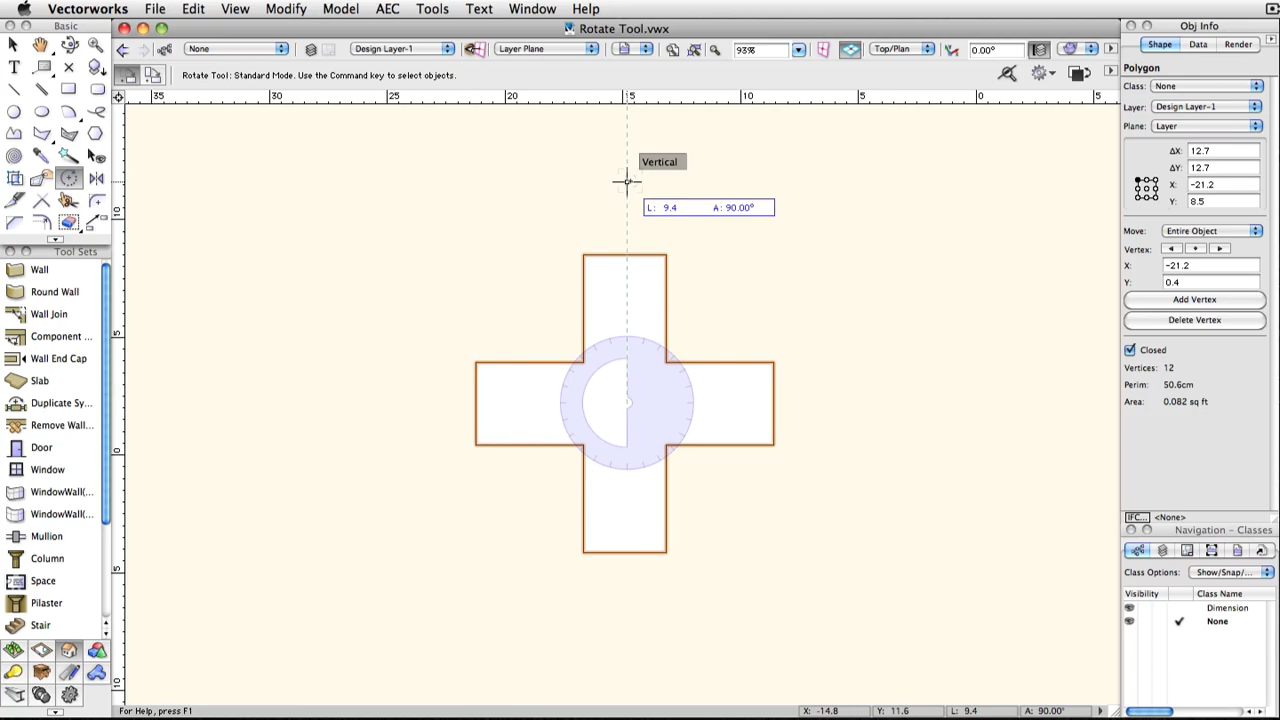 Vectorworks File Edit View Modify Model AEC Tools Text Window Help
Basic
Rotate Tool.vwx
Obj Info
None
Design Layer-1
Layer Plane
93%
Top/Plan
0.00°
Shape Data Render
Rotate Tool: Standard Mode. Use the Command key to select objects.
Polygon
Class: None
Layer: Design Layer-1
Plane: Layer
35 30 25 20 15 10 5 0 5
ΔX: 12.7
ΔY: 12.7
X: -21.2
Y: 8.5
Vertical
L: 9.4 A: 90.00°
10
5
0
5
10
Move: Entire Object
Vertex:
X: -21.2
Y: 0.4
Add Vertex
Delete Vertex
Closed
Vertices: 12
Perim: 50.6cm
Area: 0.082 sq ft
Tool Sets
Wall
Round Wall
Wall Join
Component ...
Wall End Cap
Slab
Duplicate Sy...
Remove Wall...
Door
Window
WindowWall(...
WindowWall(...
Mullion
Column
Space
Pilaster
Stair
IFC... <None>
Navigation - Classes
Class Options: Show/Snap/...
Visibility Class Name
Dimension
None
For Help, press F1
X: -14.8 Y: 11.6 L: 9.4 A: 90.00°